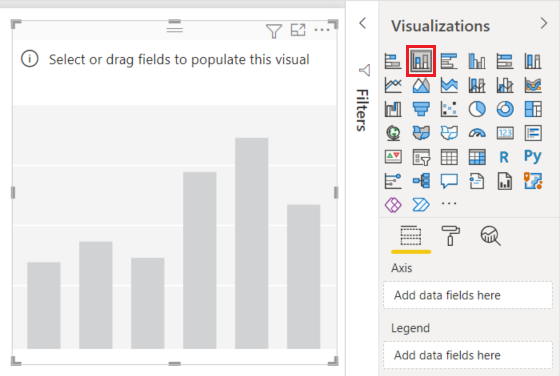 Select or drag fields to populate this visual
Filters
Visualizations
123
R
Py
Axis
Add data fields here
Legend
Add data fields here